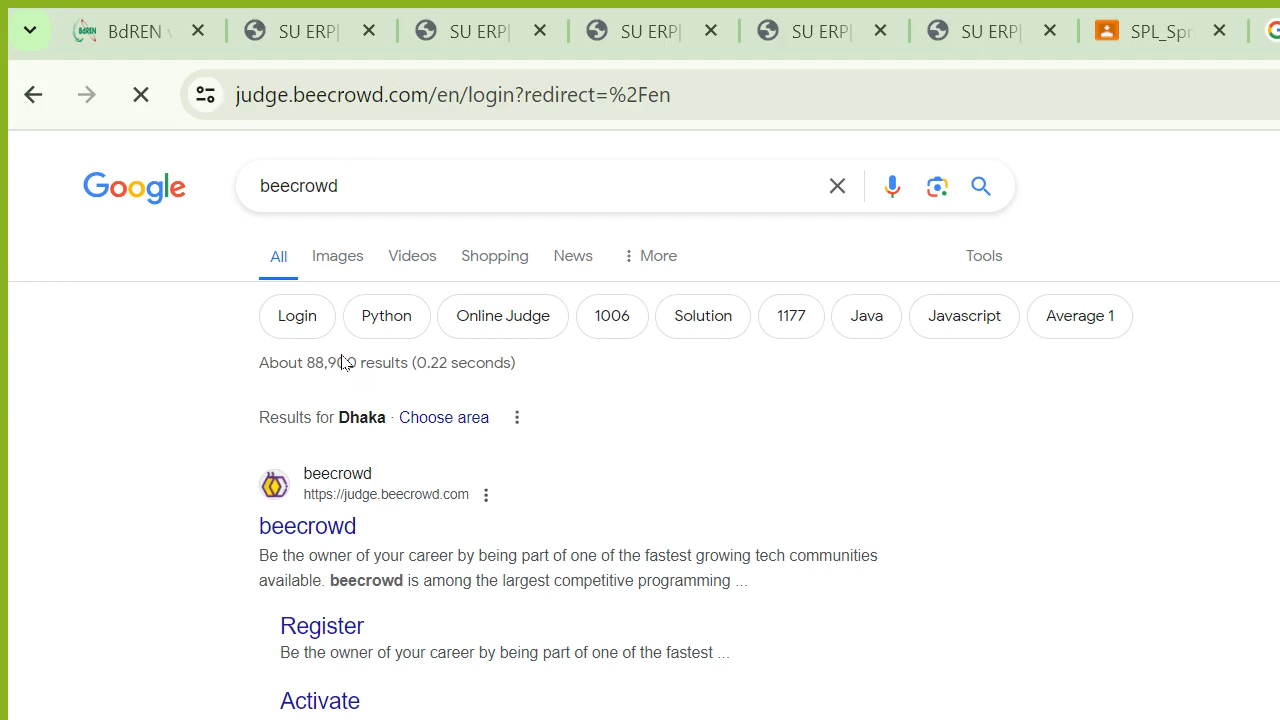 BdREN
SU ERP|
SU ERP|
SU ERP|
SU ERP|
SU ERP|
SPL_Spr
judge.beecrowd.com/en/login?redirect=%2Fen
Google
beecrowd
All Images Videos Shopping News More Tools
Login Python Online Judge 1006 Solution 1177 Java Javascript Average 1
About 88,900 results (0.22 seconds)
Results for Dhaka · Choose area
beecrowd
https://judge.beecrowd.com
beecrowd
Be the owner of your career by being part of one of the fastest growing tech communities
available. beecrowd is among the largest competitive programming ...
Register
Be the owner of your career by being part of one of the fastest ...
Activate